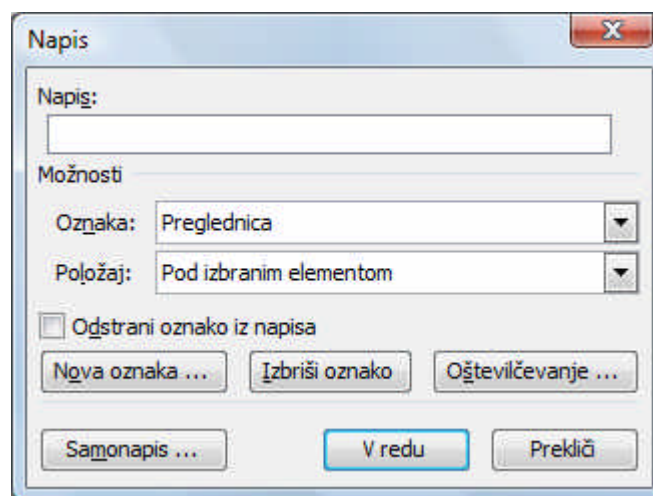 Napis
Napis:
Možnosti
Oznaka: Preglednica
Položaj: Pod izbranim elementom
Odstrani oznako iz napisa
Nova oznaka ... Izbriši oznako Oštevilčevanje ...
Samonapis ... V redu Prekliči